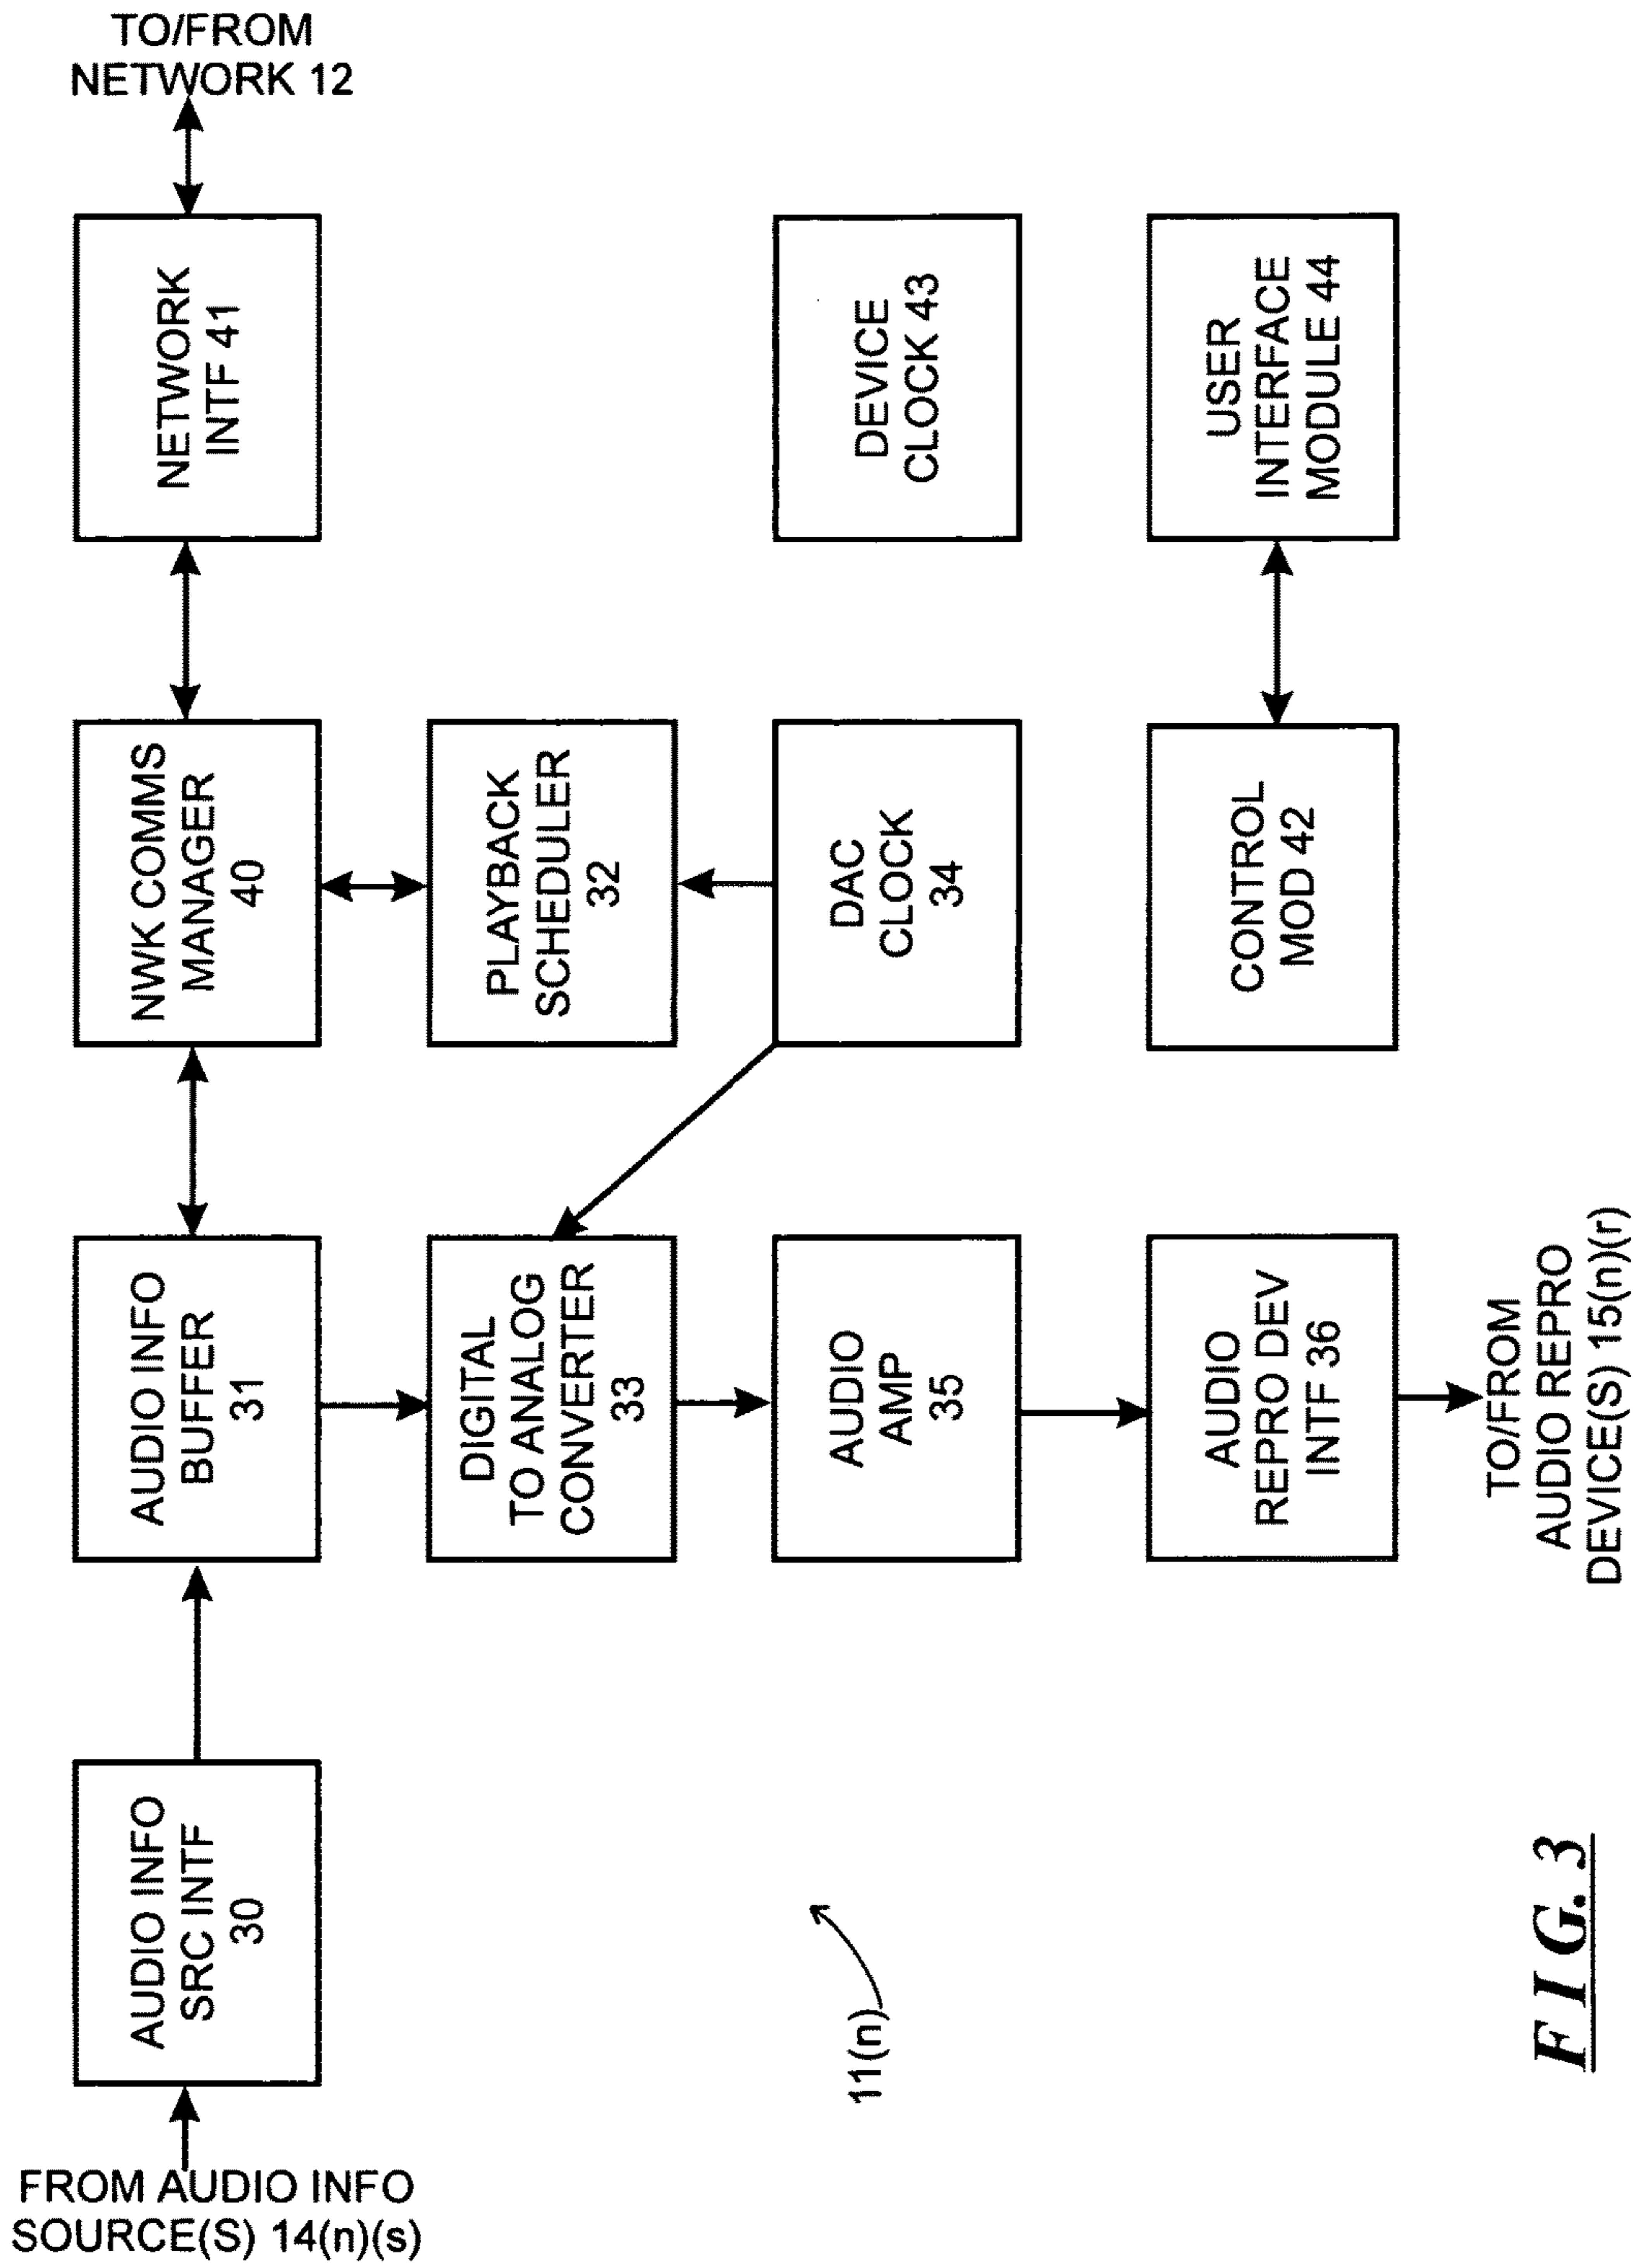 TO/FROM
NETWORK 12
NETWORK
INTF 41
DEVICE
CLOCK 43
USER
INTERFACE
MODULE 44
NWK COMMS
MANAGER
40
PLAYBACK
SCHEDULER
32
DAC
CLOCK
34
CONTROL
MOD 42
AUDIO INFO
BUFFER
31
DIGITAL
TO ANALOG
CONVERTER
33
AUDIO
AMP
35
AUDIO
REPRO DEV
INTF 36
TO/FROM
AUDIO REPRO
DEVICE(S) 15(n)(r)
AUDIO INFO
SRC INTF
30
11(n)
FROM AUDIO INFO
SOURCE(S) 14(n)(s)
FIG. 3